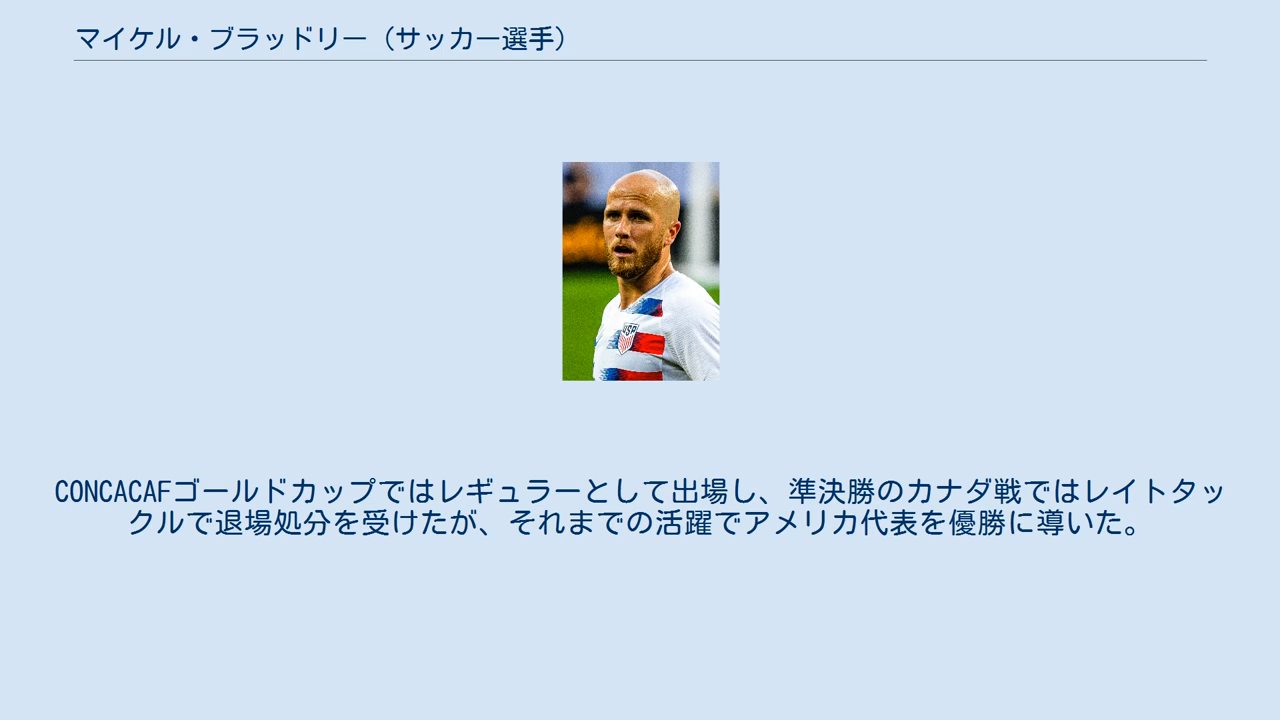 マイケル・ブラッドリー（サッカー選手）
USA
CONCACAFゴールドカップではレギュラーとして出場し、準決勝のカナダ戦ではレイトタッ
クルで退場処分を受けたが、それまでの活躍でアメリカ代表を優勝に導いた。